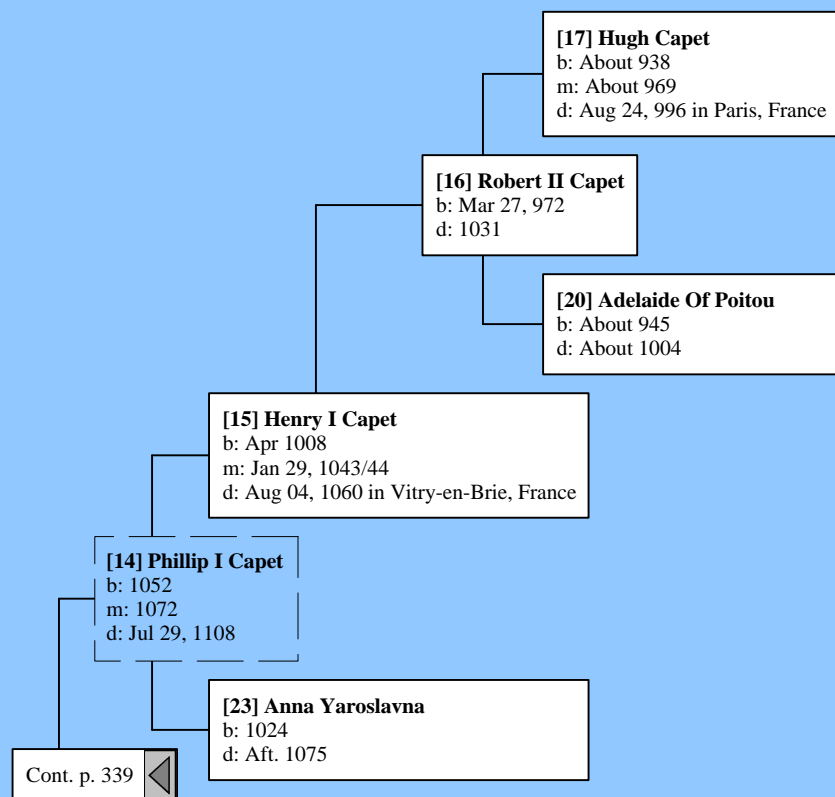 [17] Hugh Capet
b: About 938
m: About 969
d: Aug 24, 996 in Paris, France
[16] Robert II Capet
b: Mar 27, 972
d: 1031
[20] Adelaide Of Poitou
b: About 945
d: About 1004
[15] Henry I Capet
b: Apr 1008
m: Jan 29, 1043/44
d: Aug 04, 1060 in Vitry-en-Brie, France
[14] Phillip I Capet
b: 1052
m: 1072
d: Jul 29, 1108
[23] Anna Yaroslavna
b: 1024
d: Aft. 1075
Cont. p. 339